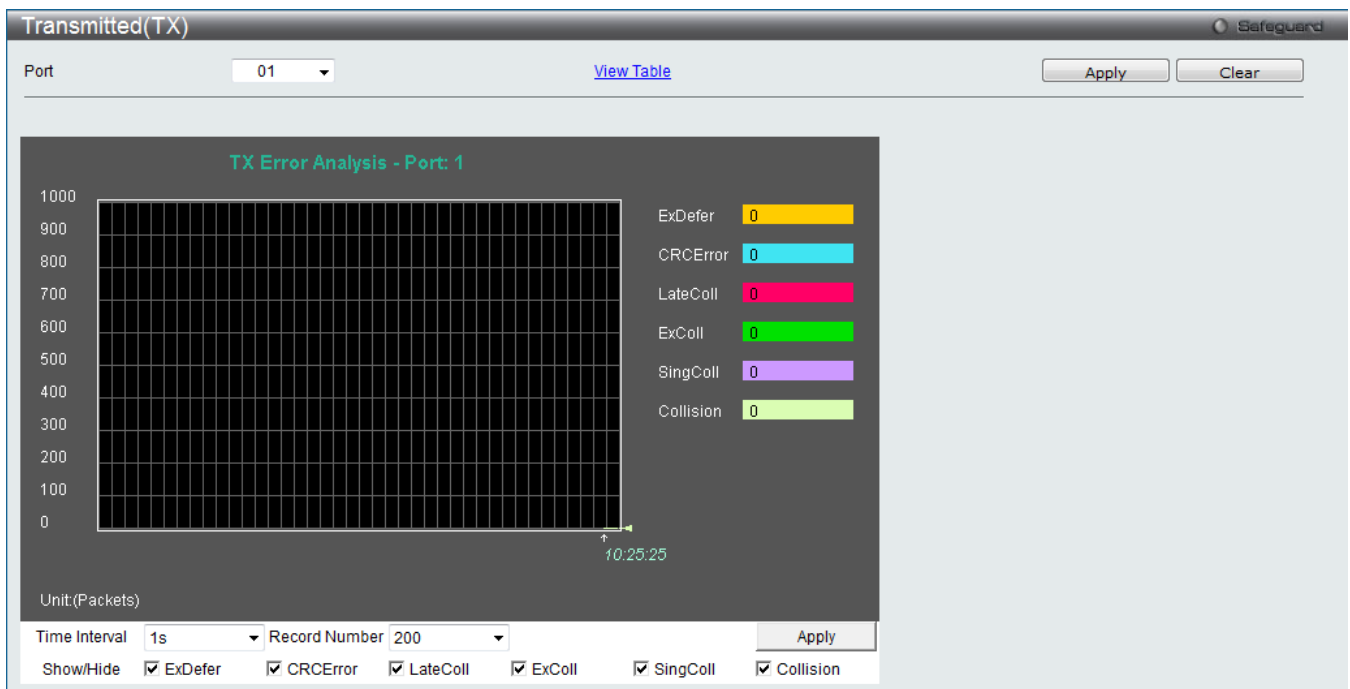 Transmitted(TX) Safeguard
Port 01 View Table Apply Clear
TX Error Analysis - Port: 1
1000
900
800
700
600
500
400
300
200
100
0
ExDefer 0
CRCError 0
LateColl 0
ExColl 0
SingColl 0
Collision 0
10:25:25
Unit:(Packets)
Time Interval 1s Record Number 200 Apply
Show/Hide ExDefer CRCError LateColl ExColl SingColl Collision